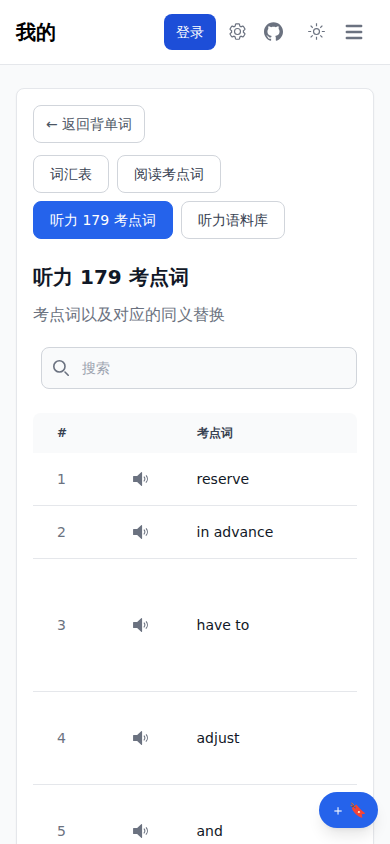 我的
登录
← 返回背单词
词汇表
阅读考点词
听力 179 考点词
听力语料库
听力 179 考点词
考点词以及对应的同义替换
搜索
# 考点词
1 reserve
2 in advance
3 have to
4 adjust
+
5 and